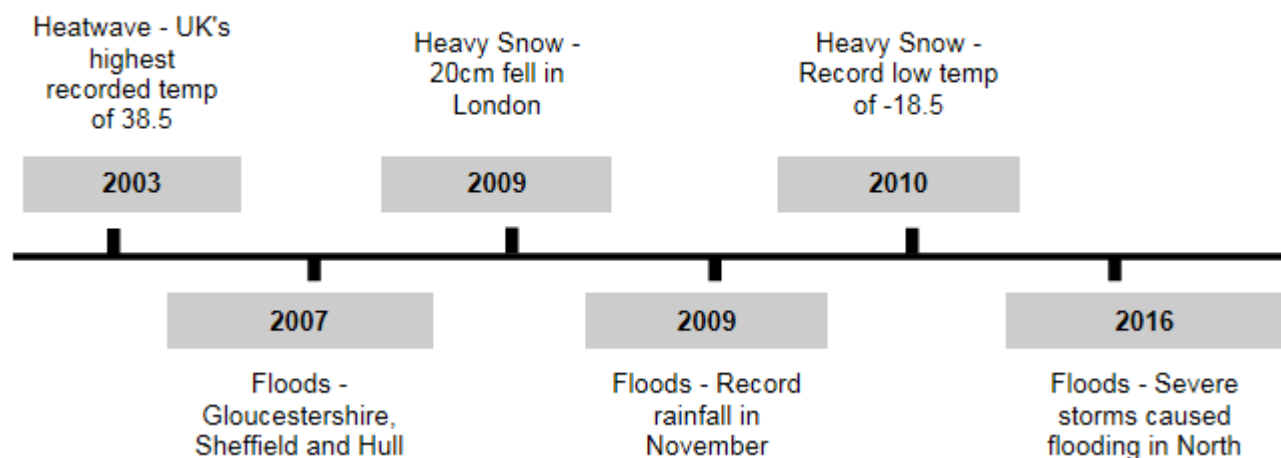 Heatwave - UK's
highest
recorded temp
of 38.5
2003
Floods -
Gloucestershire,
Sheffield and Hull
2007
Heavy Snow -
20cm fell in
London
2009
2009
Floods - Record
rainfall in
November
Heavy Snow -
Record low temp
of -18.5
2010
2016
Floods - Severe
storms caused
flooding in North